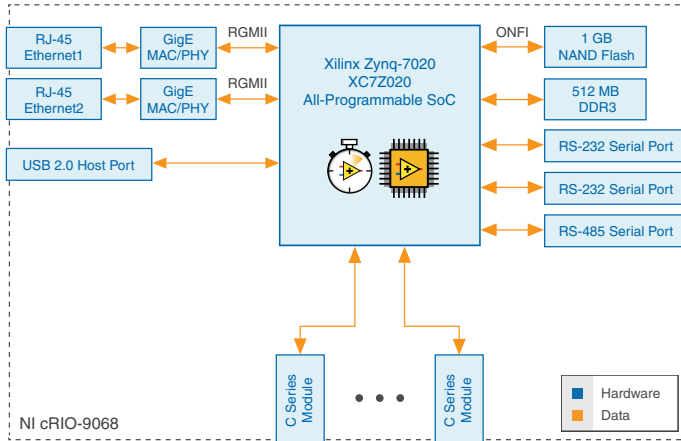 RJ-45
Ethernet1
GigE
MAC/PHY
RGMII
Xilinx Zynq-7020
XC7Z020
All-Programmable SoC
ONFI
1 GB
NAND Flash
RJ-45
Ethernet2
GigE
MAC/PHY
RGMII
512 MB
DDR3
RS-232 Serial Port
USB 2.0 Host Port
RS-232 Serial Port
RS-485 Serial Port
C Series
Module
C Series
Module
Hardware
Data
NI cRIO-9068